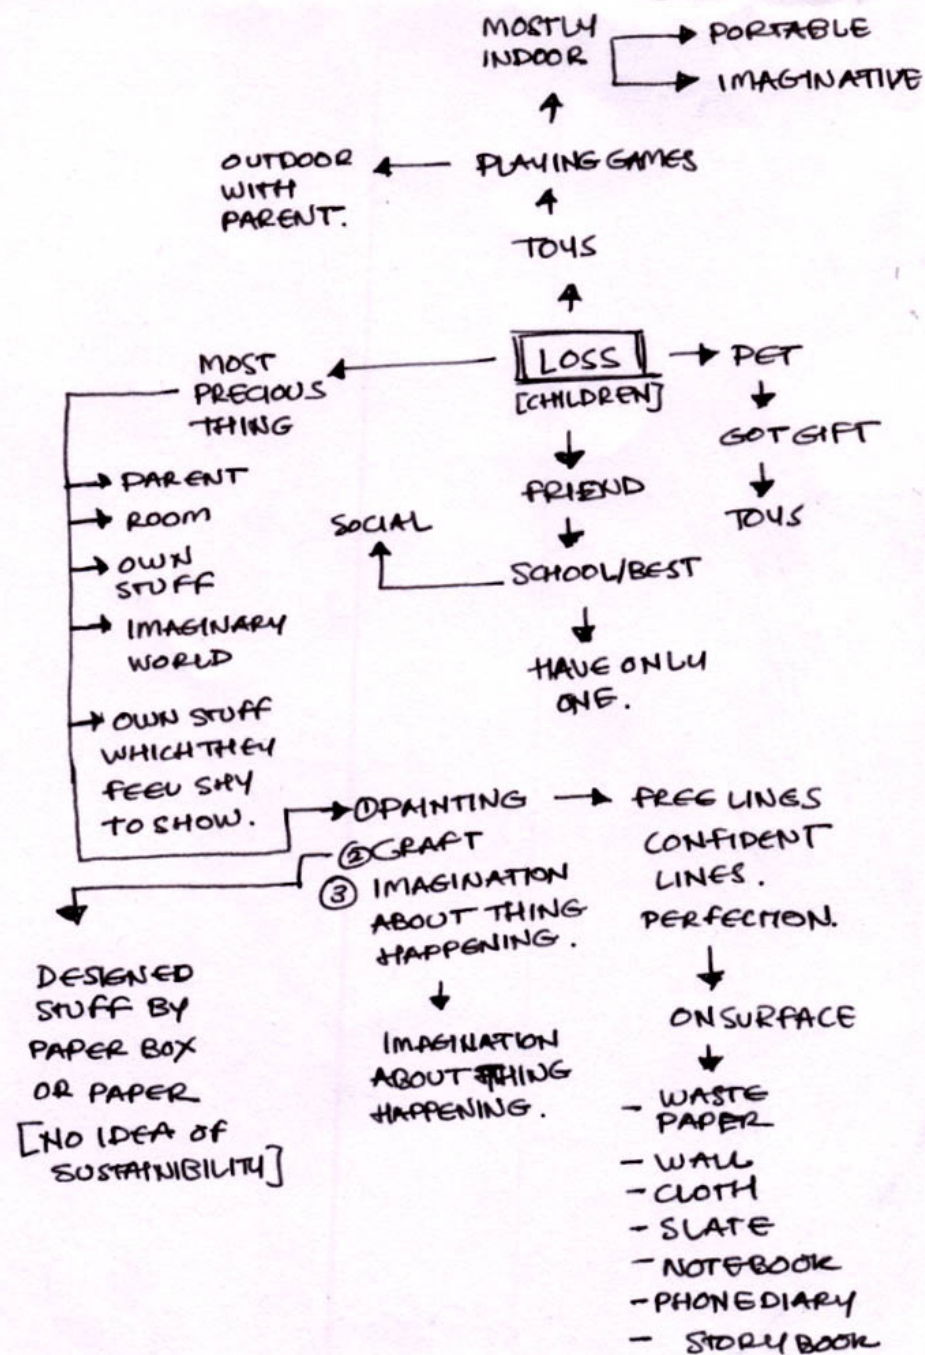 MOSTLY
INDOOR
PORTABLE
IMAGINATIVE
OUTDOOR
WITH
PARENT.
PLAYING GAMES
TOYS
LOSS
[CHILDREN]
PET
GOT GIFT
TOYS
MOST
PRECIOUS
THING
PARENT
ROOM
OWN
STUFF
IMAGINARY
WORLD
OWN STUFF
WHICH THEY
FEEL SHY
TO SHOW.
FRIEND
SOCIAL
SCHOOL/BEST
HAVE ONLY
ONE.
① PAINTING
② CRAFT
③ IMAGINATION
ABOUT THING
HAPPENING.
IMAGINATION
ABOUT THING
HAPPENING.
FREE LINES
CONFIDENT
LINES.
PERFECTION.
ON SURFACE
- WASTE
PAPER
- WALL
- CLOTH
- SLATE
- NOTEBOOK
- PHONE DIARY
- STORY BOOK
DESIGNED
STUFF BY
PAPER BOX
OR PAPER
[NO IDEA OF
SUSTAINIBILITY]